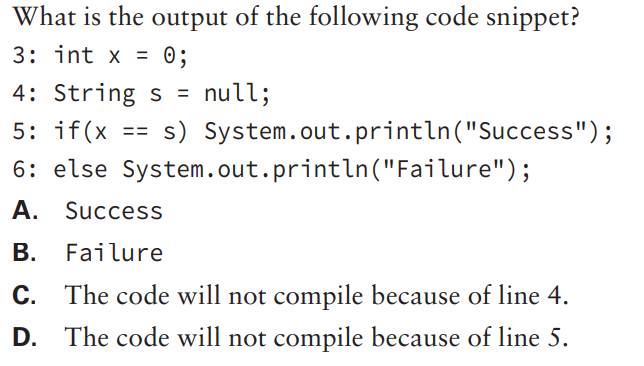 What is the output of the following code snippet?
3: int x = 0;
4: String s = null;
5: if(x == s) System.out.println("Success");
6: else System.out.println("Failure");
A. Success
B. Failure
C. The code will not compile because of line 4.
D. The code will not compile because of line 5.